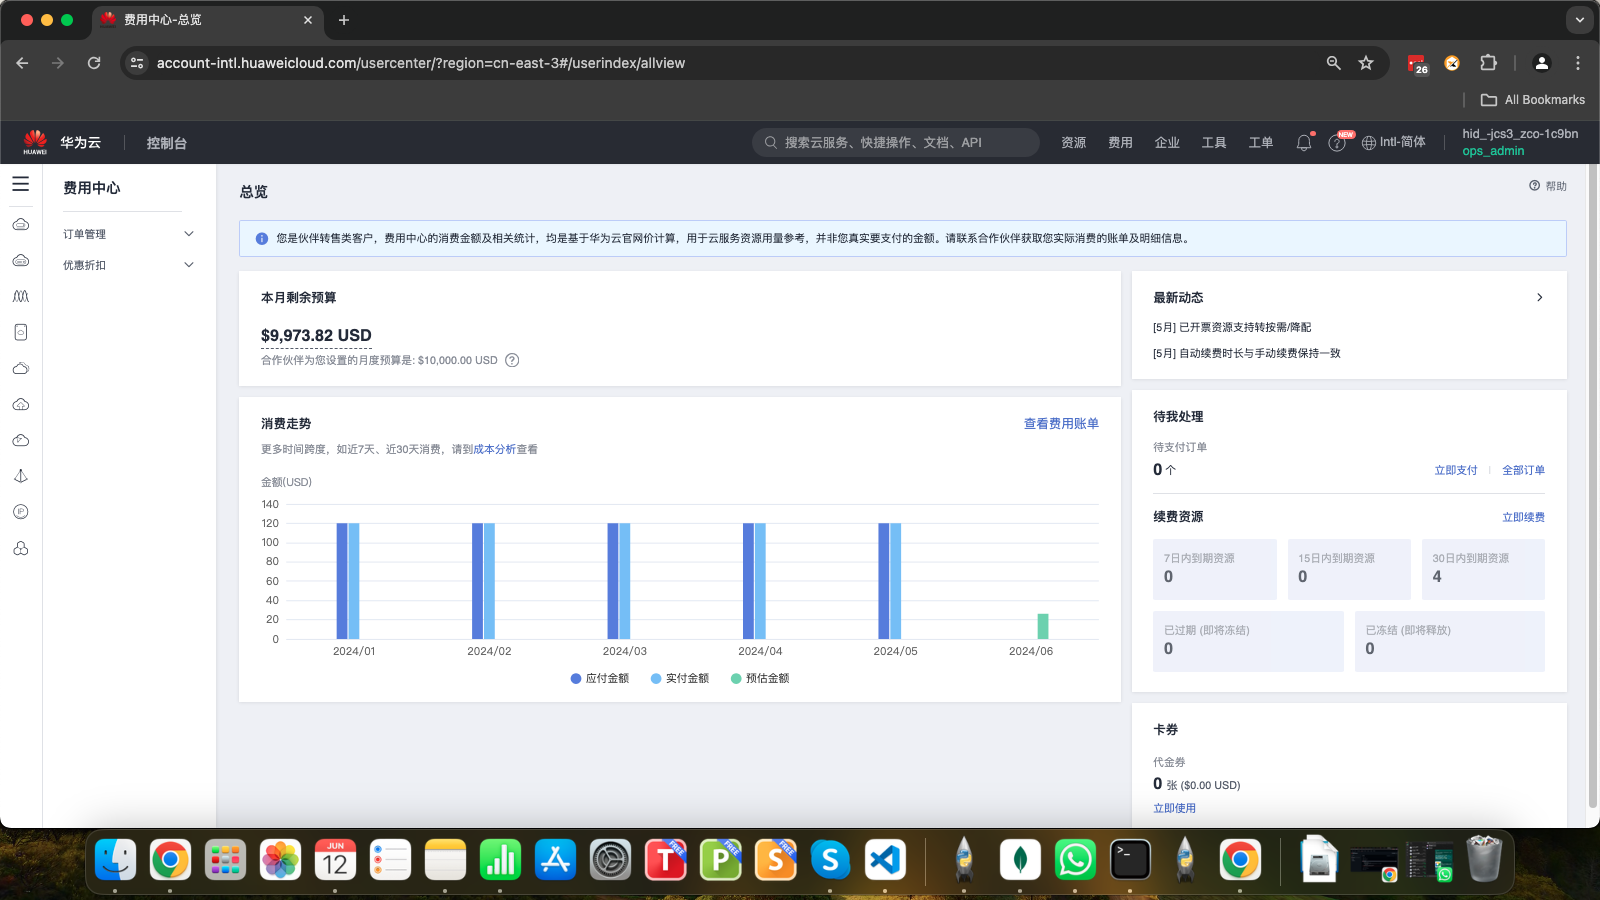 费用中心-总览
account-intl.huaweicloud.com/usercenter/?region=cn-east-3#/userindex/allview
26
All Bookmarks
HUAWEI
华为云
控制台
搜索云服务、快捷操作、文档、API
资源
费用
企业
工具
工单
NEW
Intl-简体
hid_-jcs3_zco-1c9bn
ops_admin
费用中心
订单管理
优惠折扣
IP
总览
帮助
您是伙伴转售类客户，费用中心的消费金额及相关统计，均是基于华为云官网价计算，用于云服务资源用量参考，并非您真实要支付的金额。请联系合作伙伴获取您实际消费的账单及明细信息。
本月剩余预算
$9,973.82 USD
合作伙伴为您设置的月度预算是: $10,000.00 USD
最新动态
[5月] 已开票资源支持转按需/降配
[5月] 自动续费时长与手动续费保持一致
消费走势
查看费用账单
更多时间跨度，如近7天、近30天消费，请到成本分析查看
金额(USD)
140
120
100
80
60
40
20
0
2024/01
2024/02
2024/03
2024/04
2024/05
2024/06
应付金额
实付金额
预估金额
待我处理
待支付订单
0 个
立即支付
全部订单
续费资源
立即续费
7日内到期资源
0
15日内到期资源
0
30日内到期资源
4
已过期 (即将冻结)
0
已冻结 (即将释放)
0
卡券
代金券
0 张 ($0.00 USD)
立即使用
JUN
12
T FREE
P FREE
S FREE
S
>_